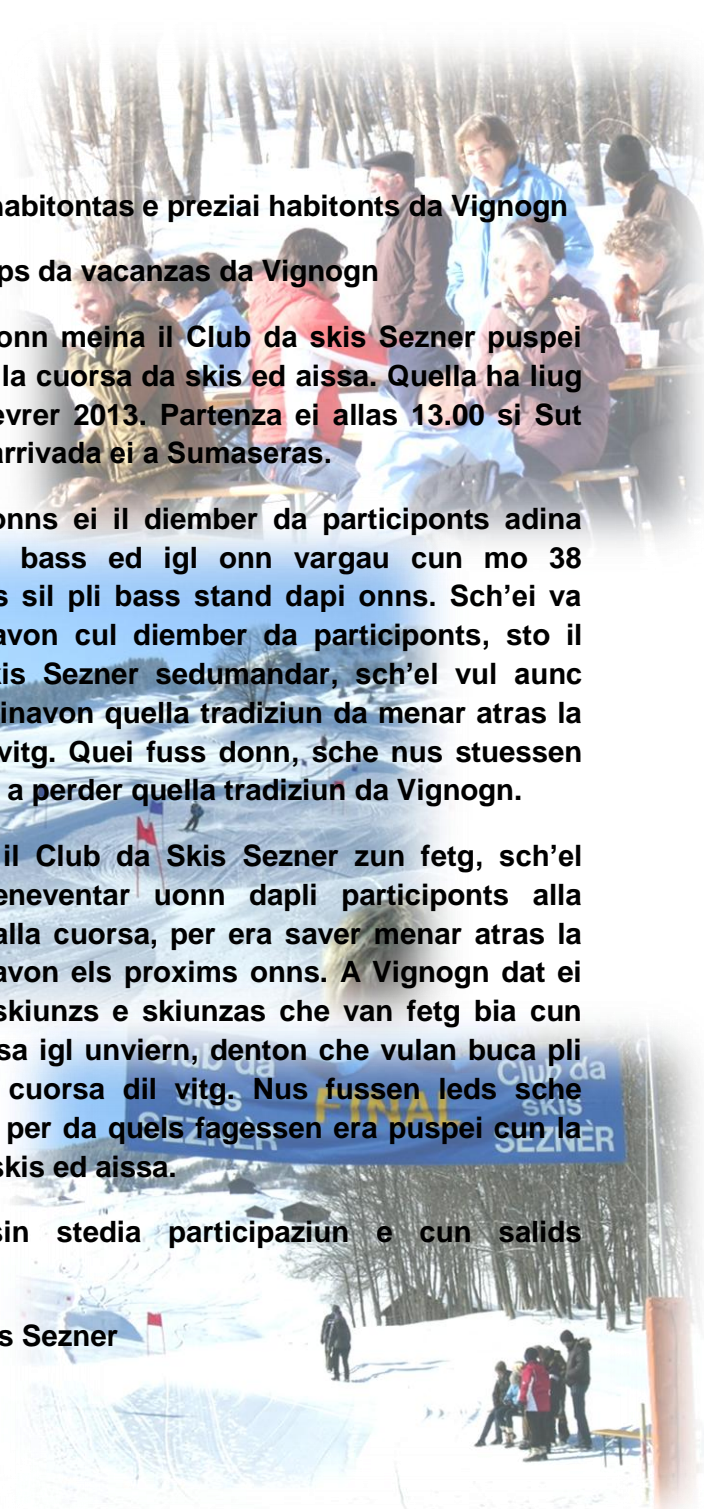 habitontas e preziai habitonts da Vignogn
ps da vacanzas da Vignogn
onn meina il Club da skis Sezner puspei
la cuorsa da skis ed aissa. Quella ha liug
evrer 2013. Partenza ei allas 13.00 si Sut
arrivada ei a Sumaseras.
onns ei il diember da participonts adina
bass ed igl onn vargau cun mo 38
s sil pli bass stand dapi onns. Sch’ei va
avon cul diember da participonts, sto il
kis Sezner sedumandar, sch’el vul aunc
inavon quella tradiziun da menar atras la
vitg. Quei fuss donn, sche nus stuessen
a perder quella tradiziun da Vignogn.
il Club da Skis Sezner zun fetg, sch’el
eneventar uonn dapli participonts alla
alla cuorsa, per era saver menar atras la
avon els proxims onns. A Vignogn dat ei
skiunzs e skiunzas che van fetg bia cun
sa igl unviern, denton che vulan buca pli
cuorsa dil vitg. Nus fussen leds sche
per da quels fagessen era puspei cun la
skis ed aissa.
sin stedia participaziun e cun salids
s Sezner
Club da
skis
SEZNÈR
FINAL
Club da
skis
SEZNÈR